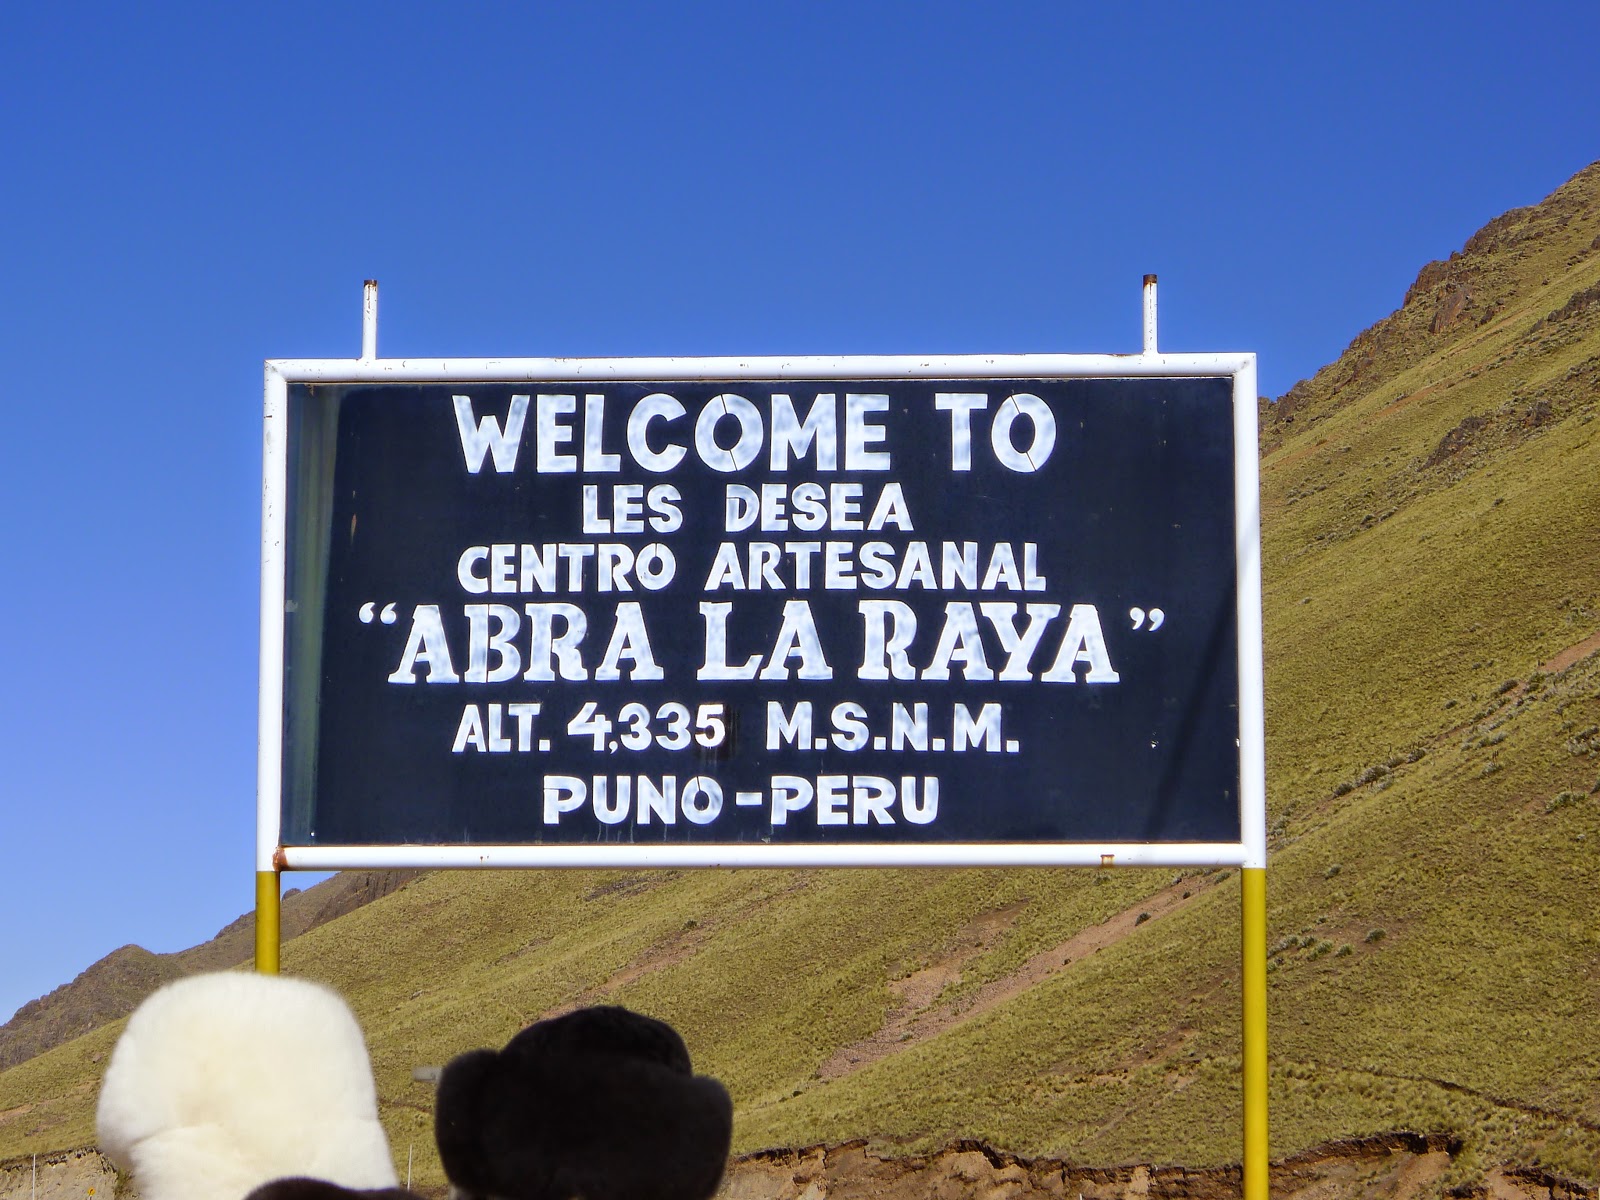 WELCOME TO
LES DESEA
CENTRO ARTESANAL
“ABRA LA RAYA”
ALT. 4,335 M.S.N.M.
PUNO-PERU